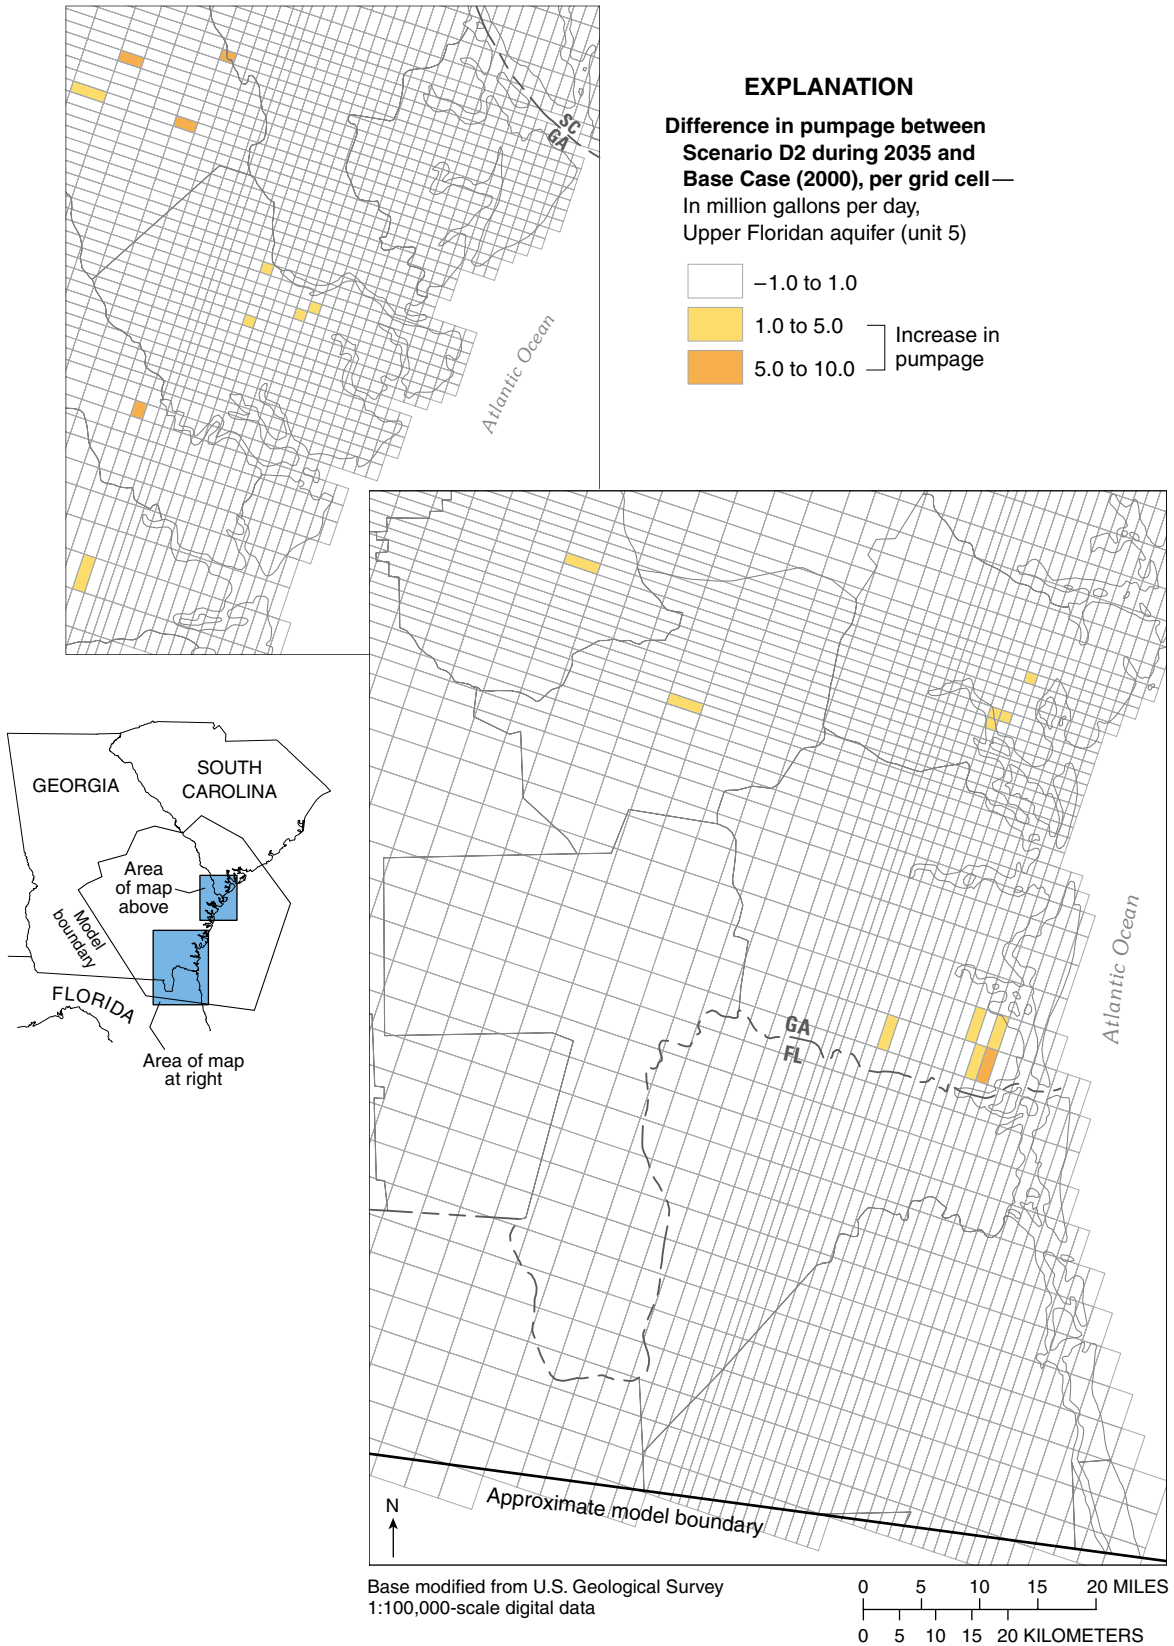 SC
GA
Atlantic Ocean
EXPLANATION
Difference in pumpage between
Scenario D2 during 2035 and
Base Case (2000), per grid cell—
In million gallons per day,
Upper Floridan aquifer (unit 5)
–1.0 to 1.0
1.0 to 5.0
5.0 to 10.0
Increase in
pumpage
GEORGIA
SOUTH
CAROLINA
Area
of map
above
Model
boundary
FLORIDA
Area of map
at right
GA
FL
Atlantic Ocean
N
Approximate model boundary
Base modified from U.S. Geological Survey
1:100,000-scale digital data
0 5 10 15 20 MILES
0 5 10 15 20 KILOMETERS